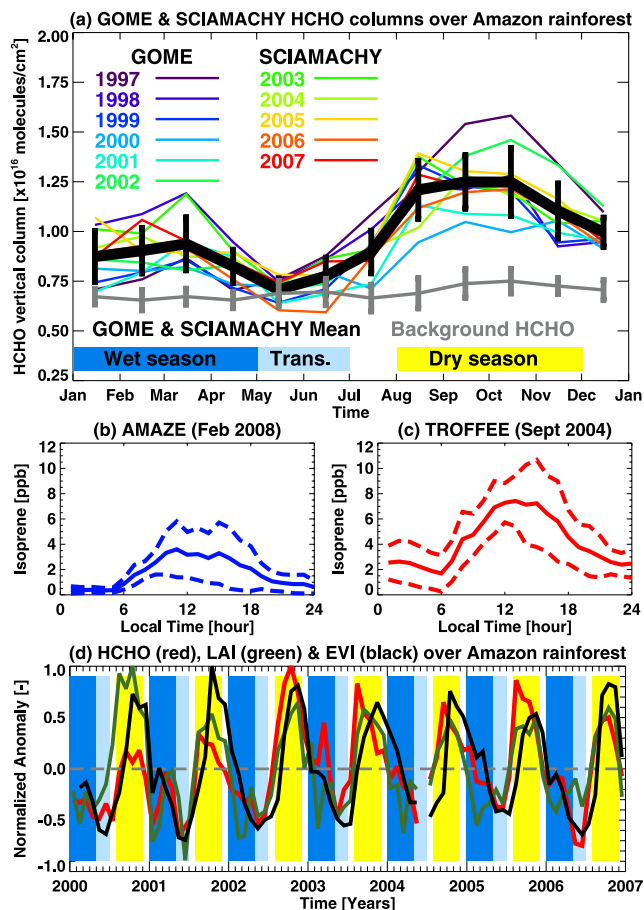 (a) GOME & SCIAMACHY HCHO columns over Amazon rainforest
HCHO vertical column [x10^16 molecules/cm^2]
2.00
1.50
1.25
1.00
0.75
0.50
0.25
GOME
SCIAMACHY
1997
1998
1999
2000
2001
2002
2003
2004
2005
2006
2007
GOME & SCIAMACHY Mean
Background HCHO
Wet season
Trans.
Dry season
Jan Feb Mar Apr May Jun Jul Aug Sep Oct Nov Dec Jan
Time
(b) AMAZE (Feb 2008)
Isoprene [ppb]
12
10
8
6
4
2
0
0 6 12 18 24
Local Time [hour]
(c) TROFFEE (Sept 2004)
Isoprene [ppb]
12
10
8
6
4
2
0
0 6 12 18 24
Local Time [hour]
(d) HCHO (red), LAI (green) & EVI (black) over Amazon rainforest
Normalized Anomaly [-]
1.0
0.5
0.0
-0.5
-1.0
2000 2001 2002 2003 2004 2005 2006 2007
Time [Years]